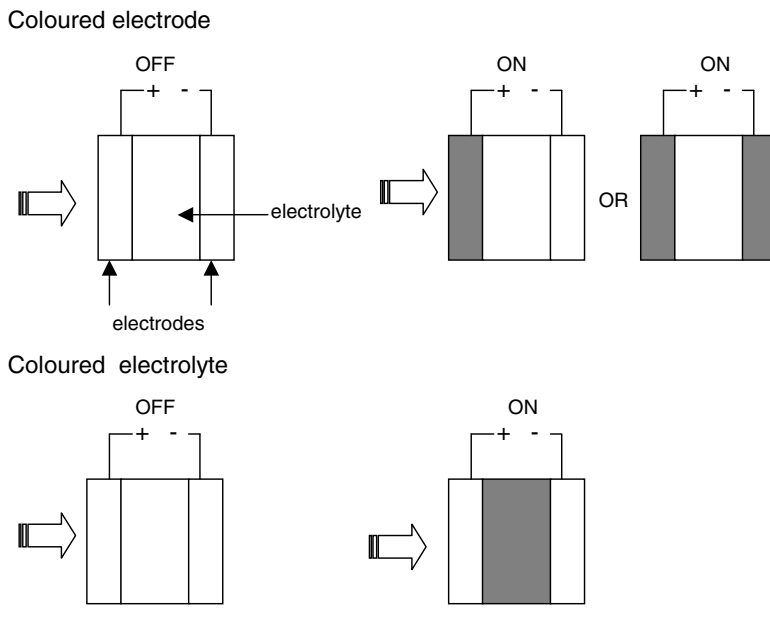 Coloured electrode
OFF
+ -
electrolyte
electrodes
ON
+ -
OR
ON
+ -
Coloured electrolyte
OFF
+ -
ON
+ -